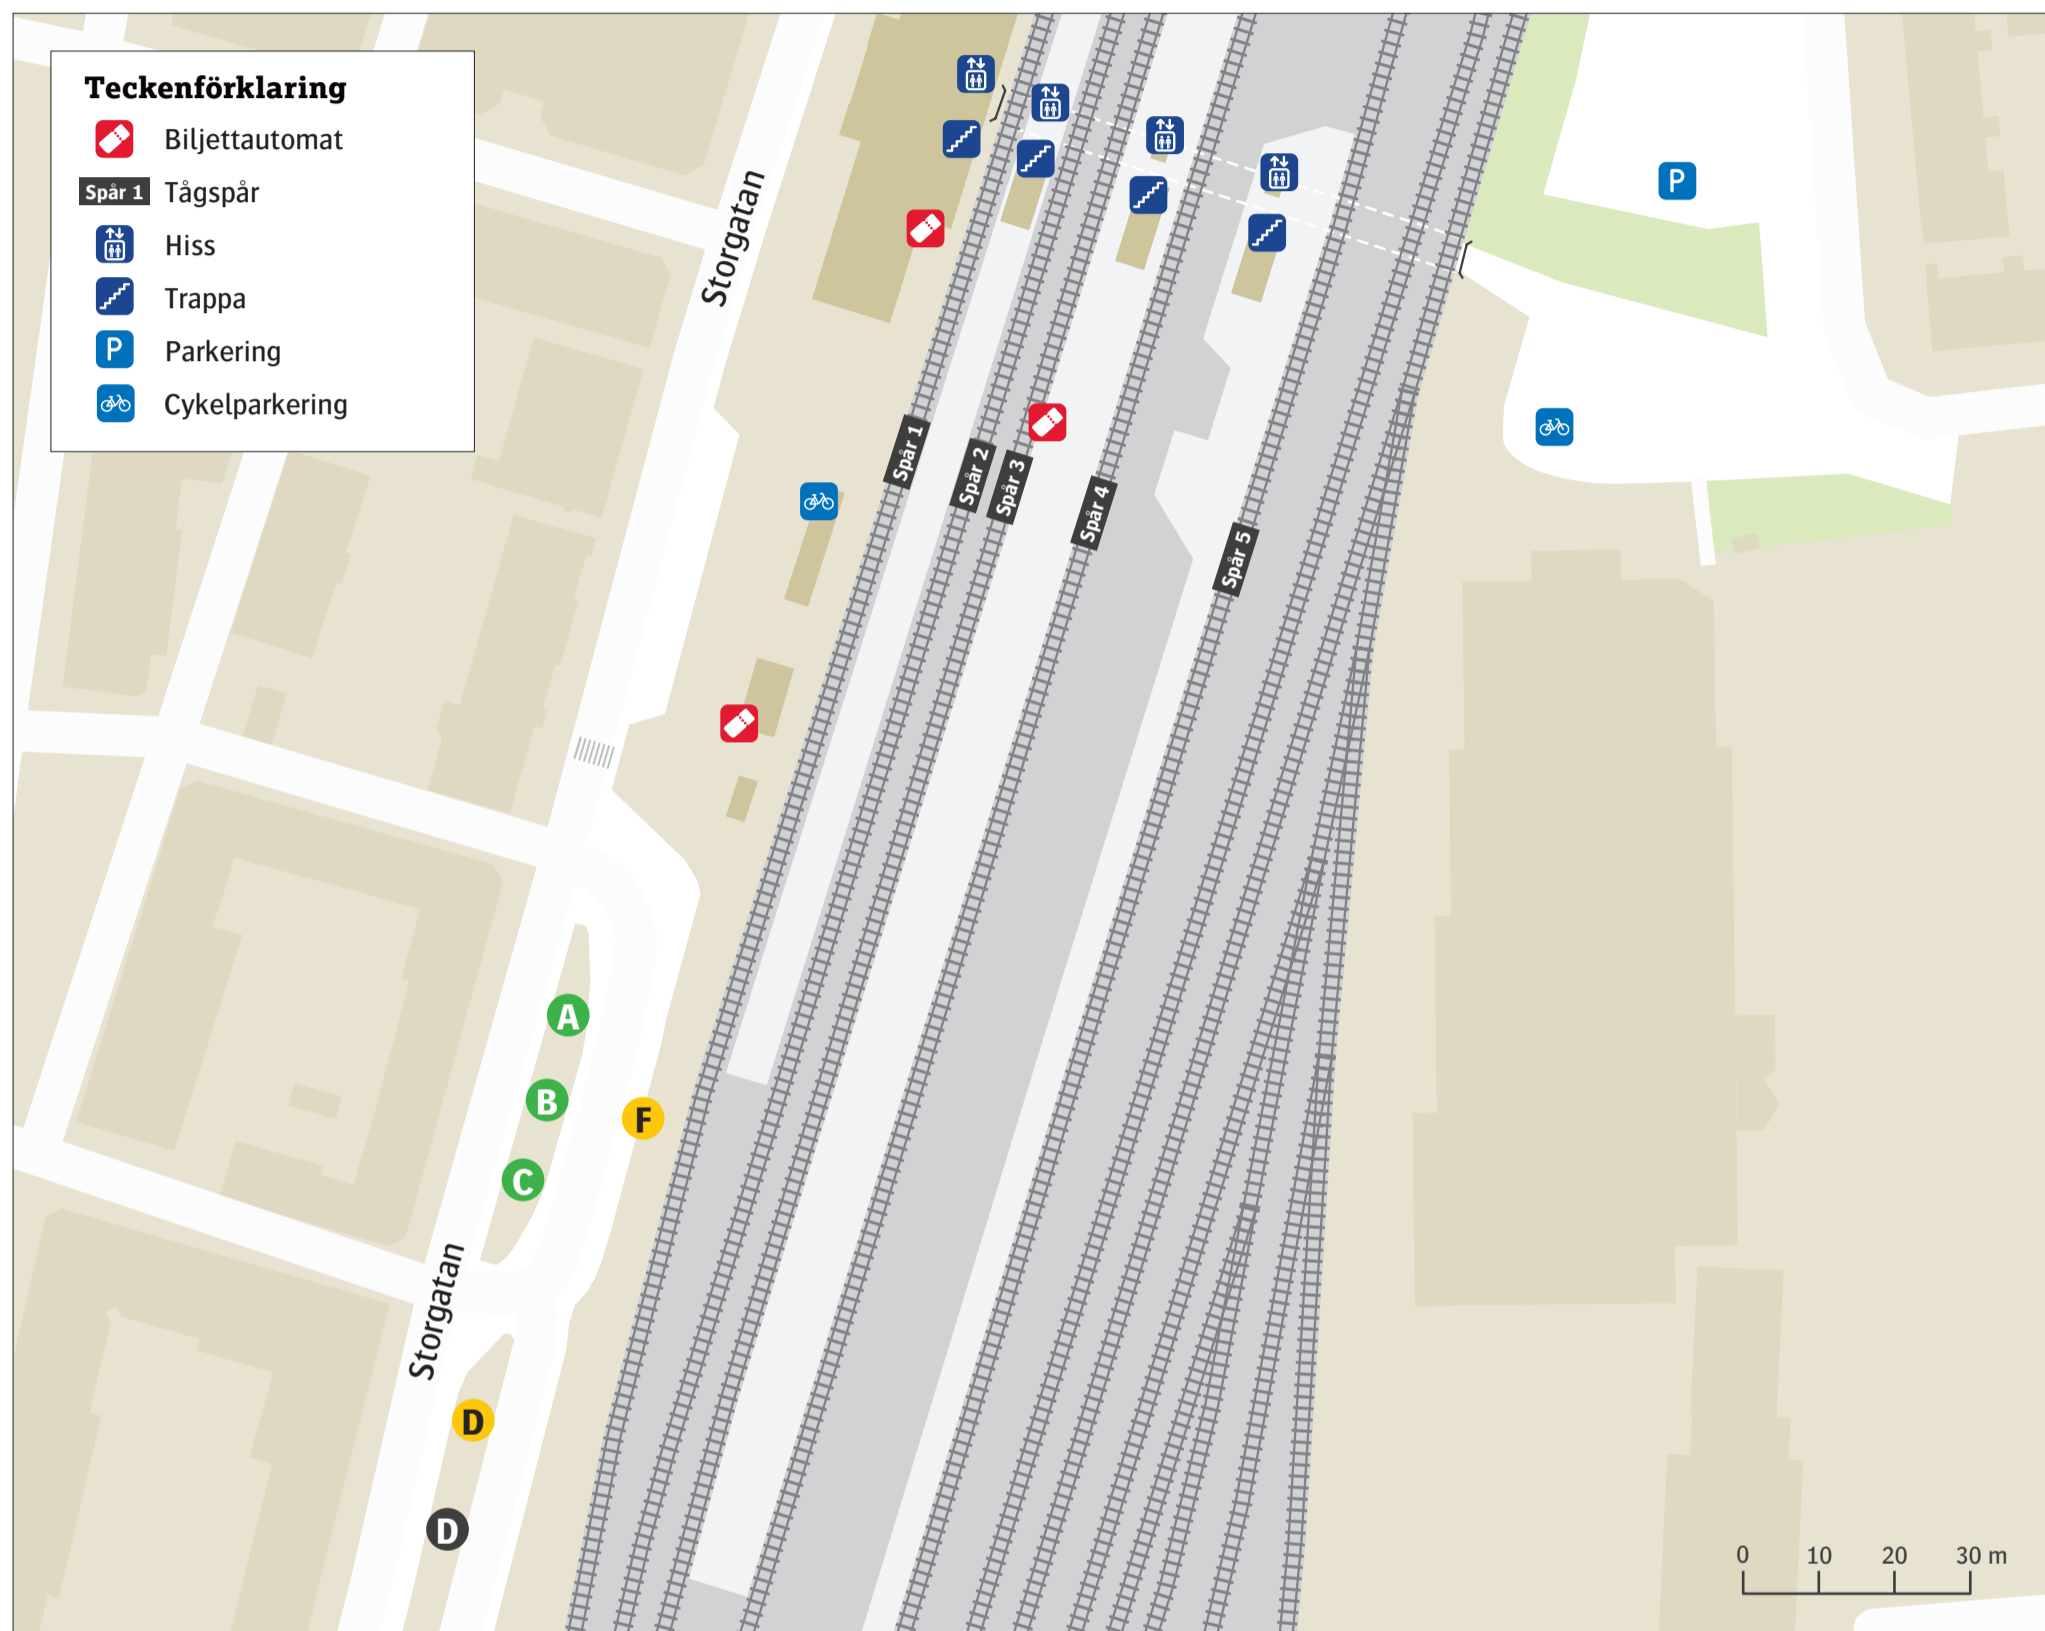 Teckenförklaring
Biljettautomat
Spår 1 Tågspår
Hiss
Trappa
P Parkering
Cykelparkering
Storgatan
P
Spår 1
Spår 2
Spår 3
Spår 4
Spår 5
A
B
F
C
Storgatan
D
D
0 10 20 30 m